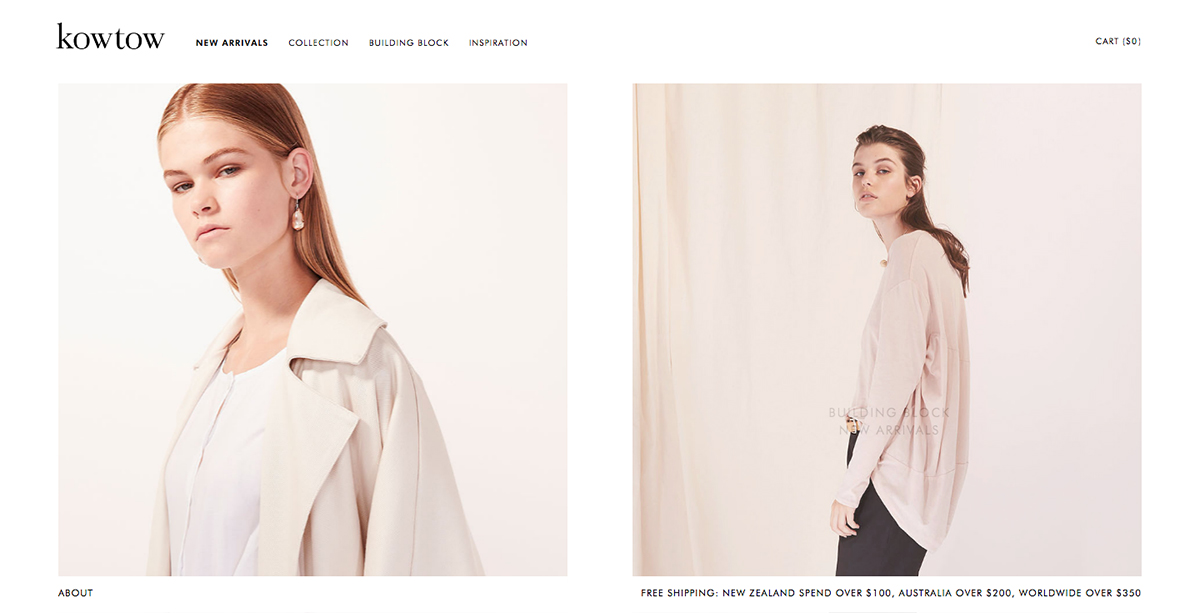 kowtow
NEW ARRIVALS COLLECTION BUILDING BLOCK INSPIRATION
CART ($0)
BUILDING BLOCK
NEW ARRIVALS
ABOUT
FREE SHIPPING: NEW ZEALAND SPEND OVER $100, AUSTRALIA OVER $200, WORLDWIDE OVER $350